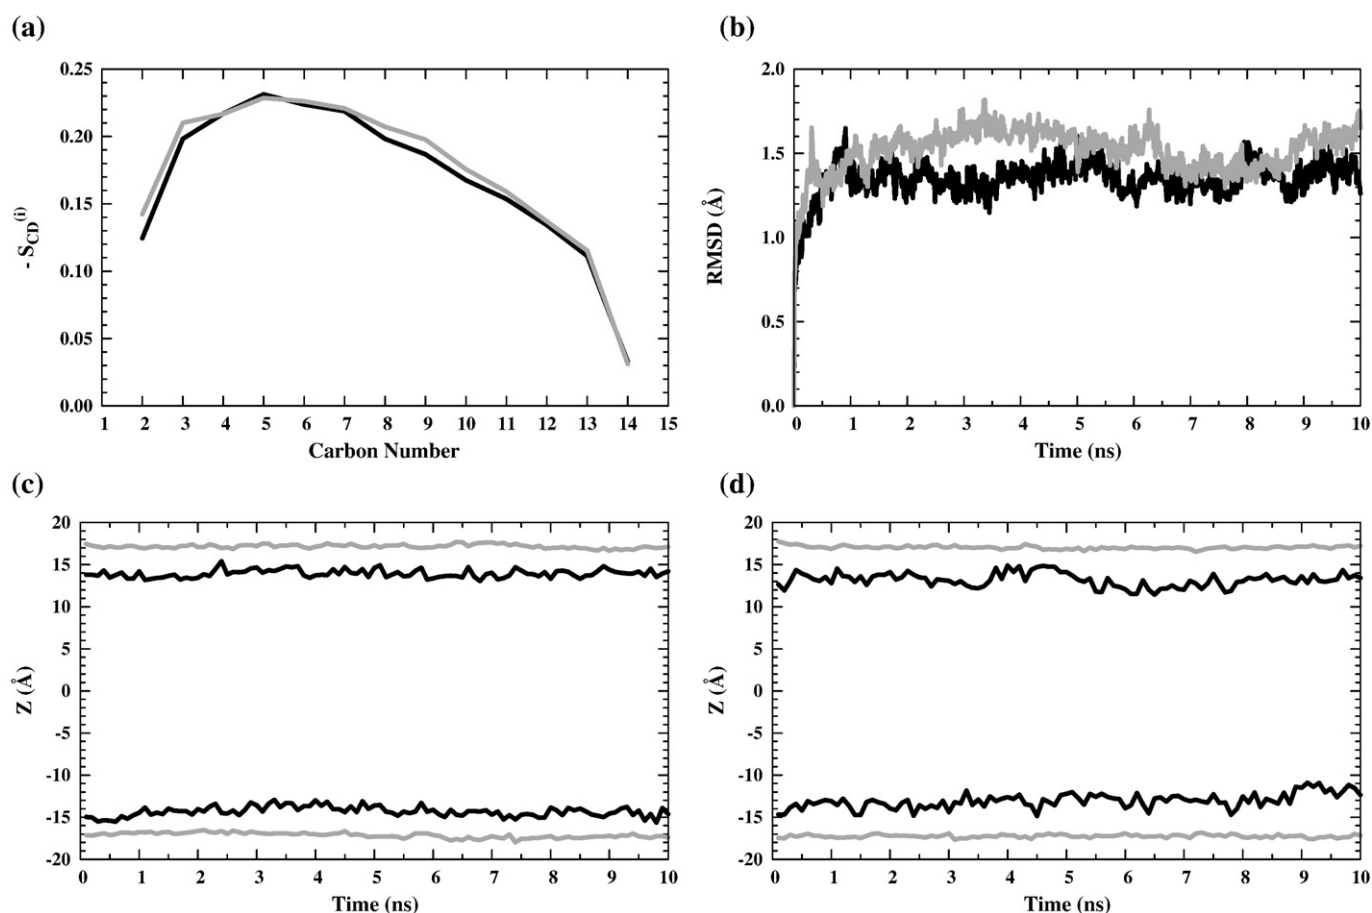 (a)
(b)
0.25
0.20
0.15
0.10
0.05
0.00
- S_CD^(i)
1 2 3 4 5 6 7 8 9 10 11 12 13 14 15
Carbon Number
2.0
1.5
1.0
0.5
0.0
RMSD (Å)
0 1 2 3 4 5 6 7 8 9 10
Time (ns)
(c)
(d)
20
15
10
5
0
-5
-10
-15
-20
Z (Å)
0 1 2 3 4 5 6 7 8 9 10
Time (ns)
20
15
10
5
0
-5
-10
-15
-20
Z (Å)
0 1 2 3 4 5 6 7 8 9 10
Time (ns)